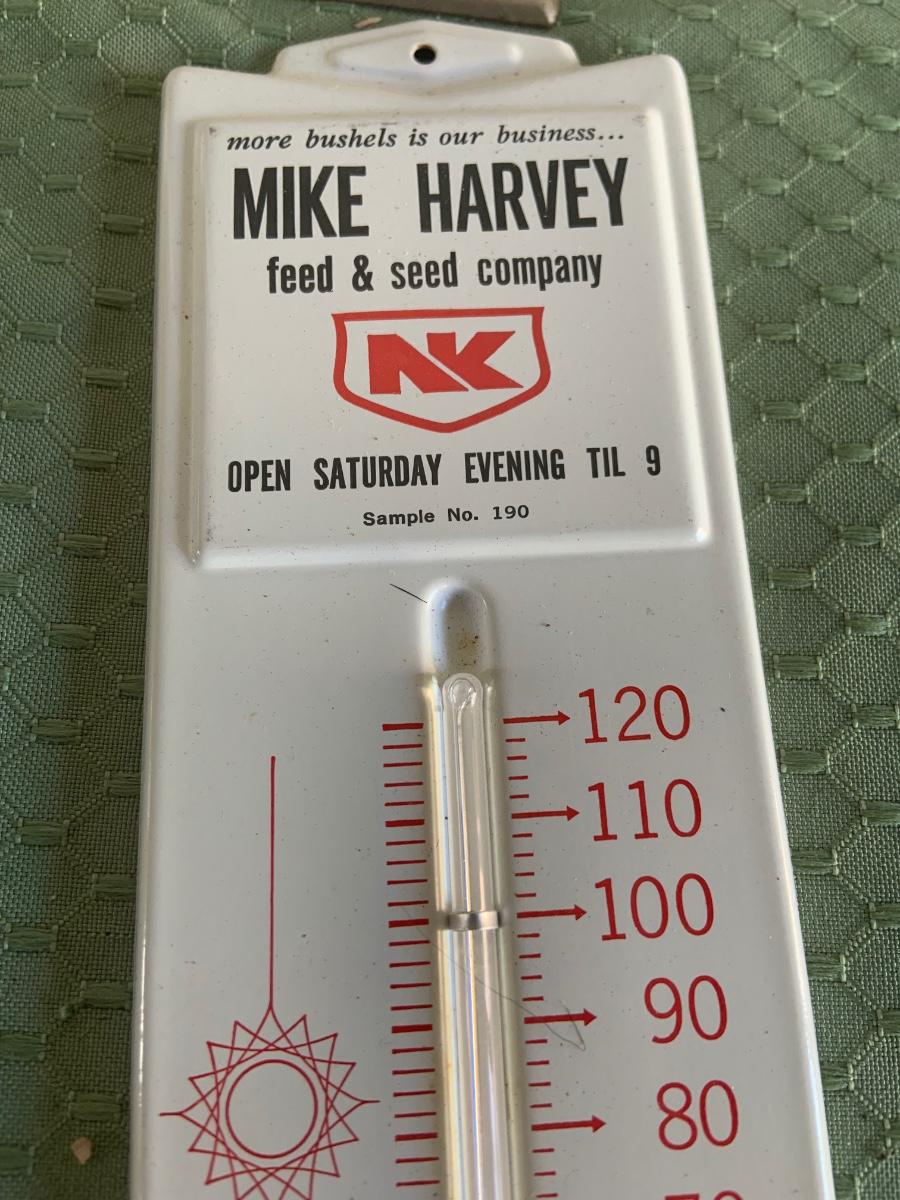 more bushels is our business...
MIKE HARVEY
feed & seed company
NK
OPEN SATURDAY EVENING TIL 9
Sample No. 190
120
110
100
90
80